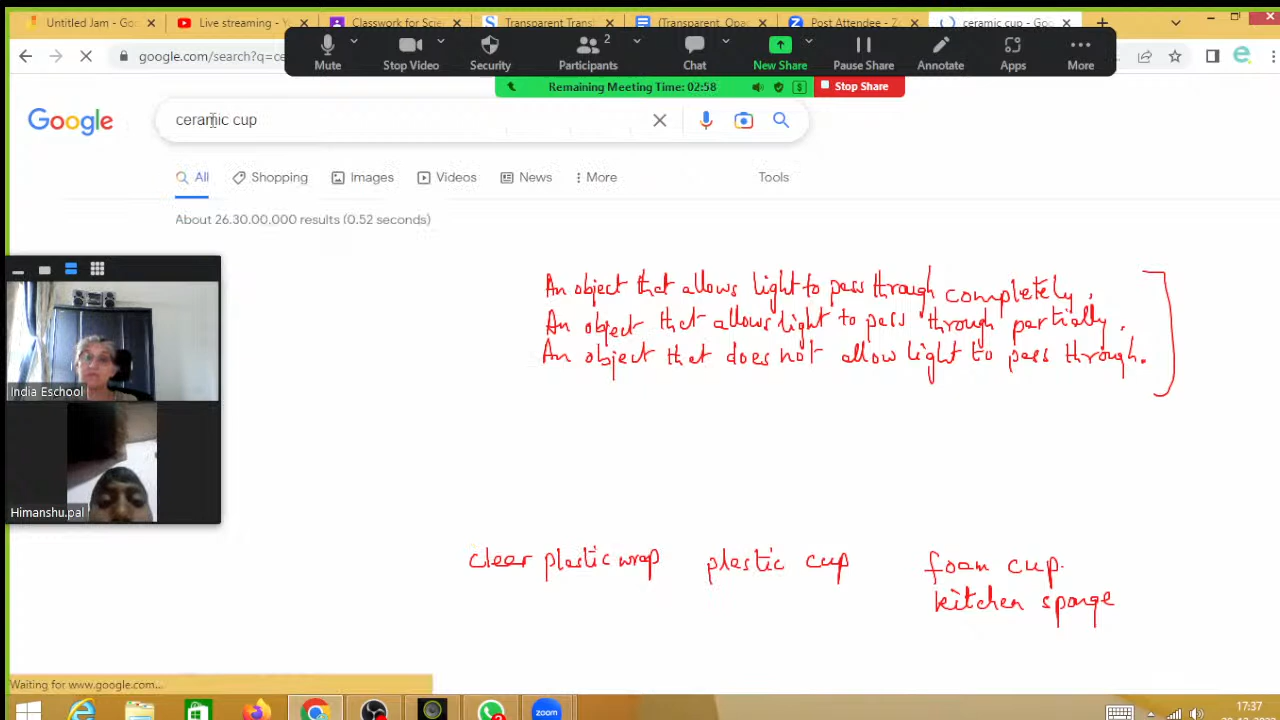 Untitled Jam - G
Live streaming - Y
Classwork for Scie
Transparent Transl
(Transparent, Opa
Post Attendee - Z
ceramic cup - Goo
google.com/search?q=ce
Mute
Stop Video
Security
2
Participants
Chat
New Share
Pause Share
Annotate
Apps
More
Remaining Meeting Time: 02:58
Stop Share
Google
ceramic cup
All
Shopping
Images
Videos
News
More
Tools
About 26,30,00,000 results (0.52 seconds)
An object that allows light to pass through completely.
An object that allows light to pass through partially.
An object that does not allow light to pass through.
India Eschool
Himanshu.pal
clear plastic wrap
plastic cup
foam cup.
kitchen sponge
Waiting for www.google.com...
zoom
17:37